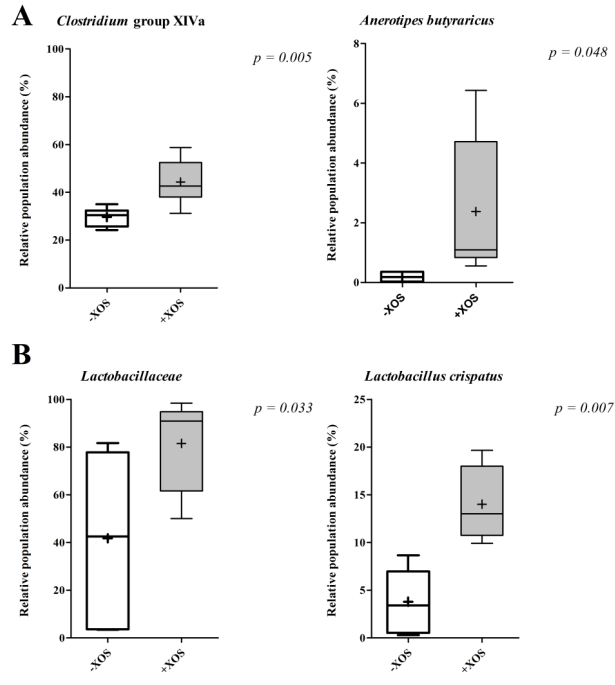 A
Clostridium group XIVa
p = 0.005
Relative population abundance (%)
100
80
60
40
20
0
-XOS
+XOS
Anerotipes butyraricus
p = 0.048
Relative population abundance (%)
8
6
4
2
0
-XOS
+XOS
B
Lactobacillaceae
p = 0.033
Relative population abundance (%)
100
80
60
40
20
0
-XOS
+XOS
Lactobacillus crispatus
p = 0.007
Relative population abundance (%)
25
20
15
10
5
0
-XOS
+XOS